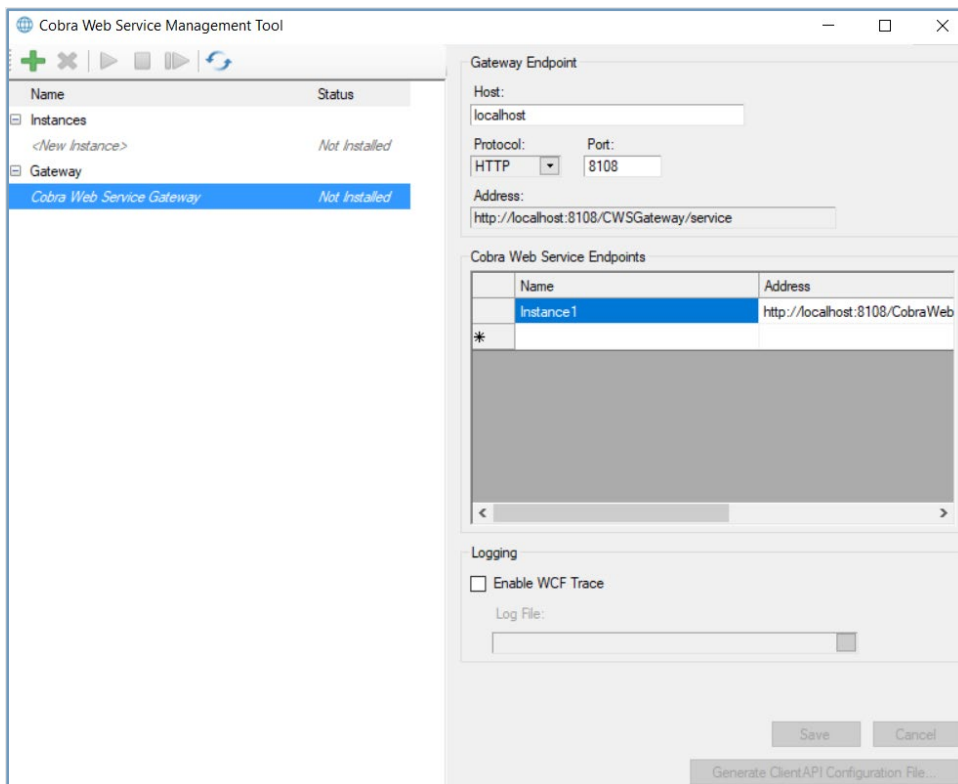 Cobra Web Service Management Tool
Name Status
Instances
<New Instance> Not Installed
Gateway
Cobra Web Service Gateway Not Installed
Gateway Endpoint
Host:
localhost
Protocol: Port:
HTTP 8108
Address:
http://localhost:8108/CWSGateway/service
Cobra Web Service Endpoints
Name Address
Instance1 http://localhost:8108/CobraWeb
Logging
Enable WCF Trace
Log File:
Save Cancel
Generate ClientAPI Configuration File...